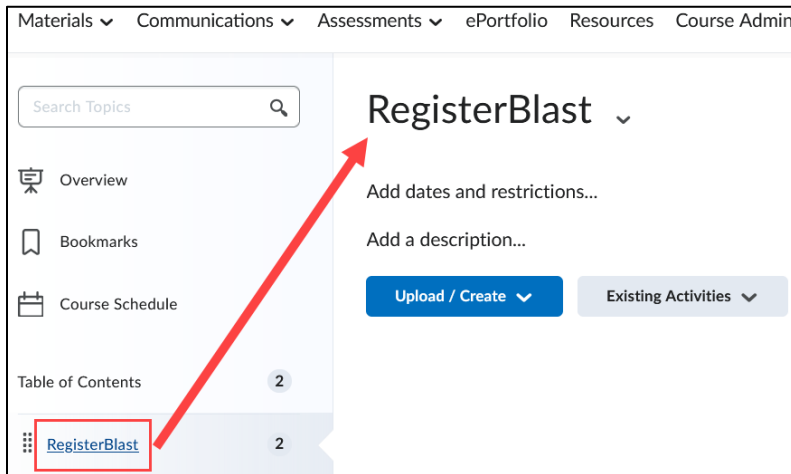 Materials Communications Assessments ePortfolio Resources Course Admin
Search Topics
Overview
Bookmarks
Course Schedule
Table of Contents 2
RegisterBlast 2
RegisterBlast
Add dates and restrictions...
Add a description...
Upload / Create Existing Activities